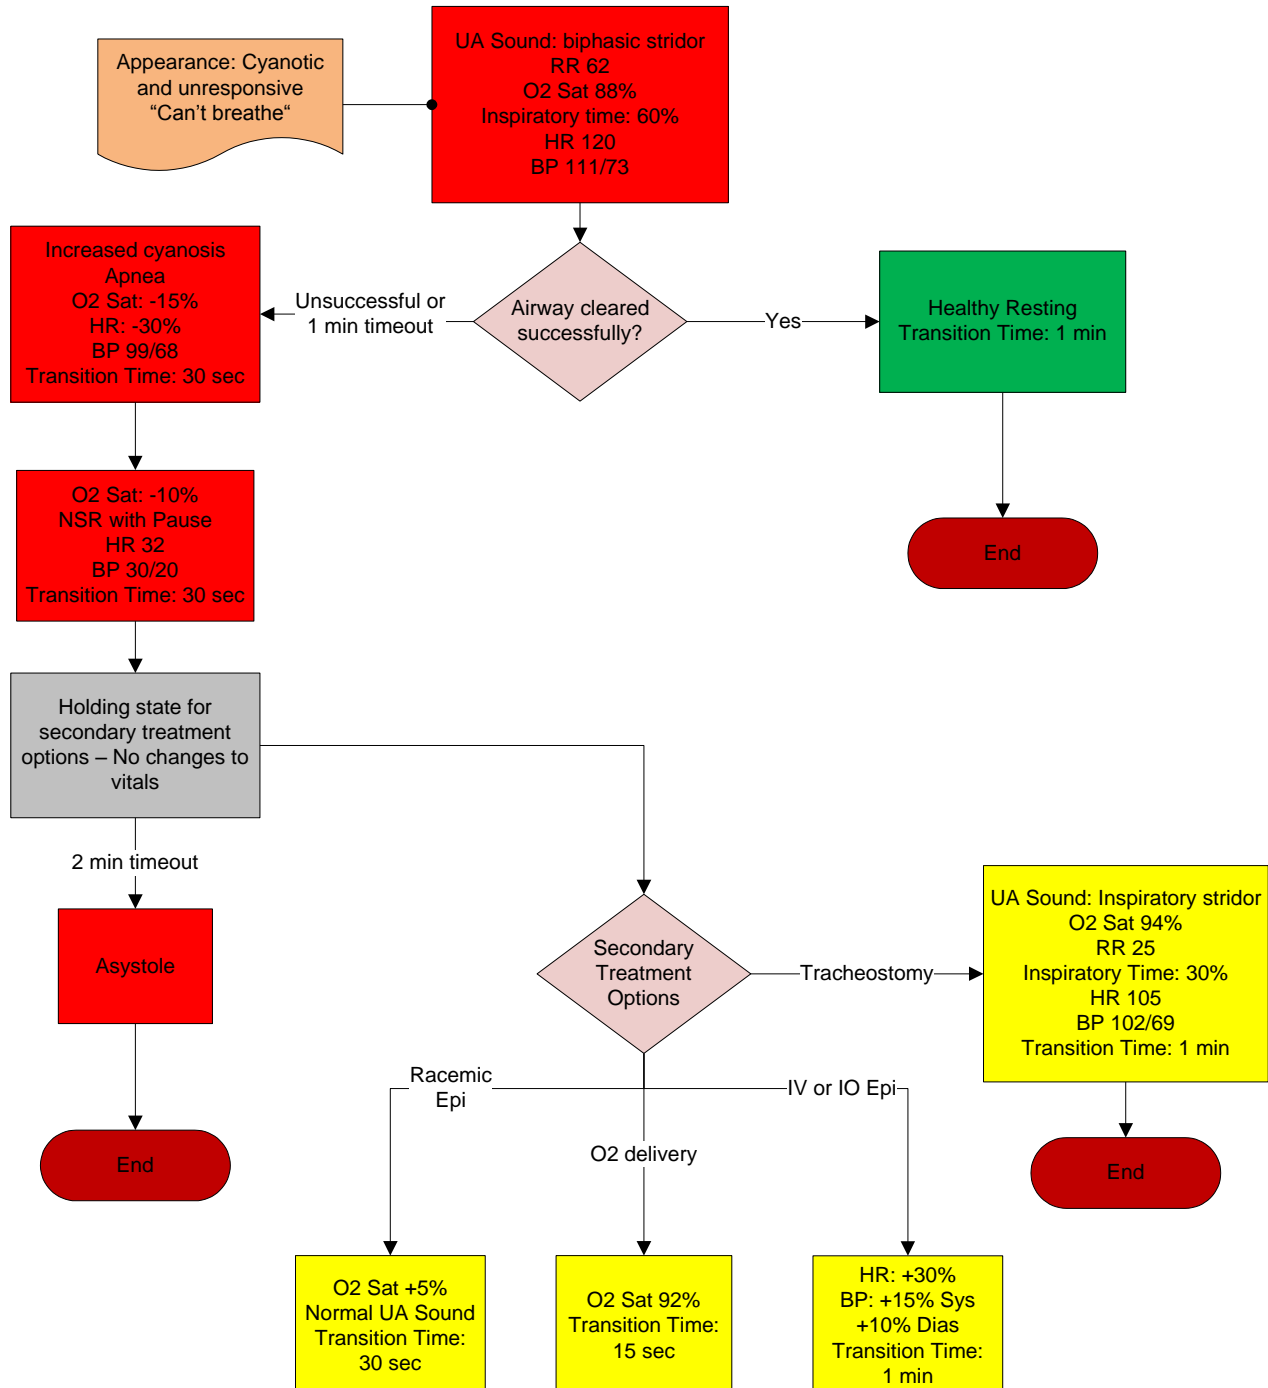 Appearance: Cyanotic
and unresponsive
“Can’t breathe“
UA Sound: biphasic stridor
RR 62
O2 Sat 88%
Inspiratory time: 60%
HR 120
BP 111/73
Increased cyanosis
Apnea
O2 Sat: -15%
HR: -30%
BP 99/68
Transition Time: 30 sec
Unsuccessful or
1 min timeout
Airway cleared
successfully?
Yes
Healthy Resting
Transition Time: 1 min
End
O2 Sat: -10%
NSR with Pause
HR 32
BP 30/20
Transition Time: 30 sec
Holding state for
secondary treatment
options – No changes to
vitals
2 min timeout
Asystole
End
Secondary
Treatment
Options
Tracheostomy
UA Sound: Inspiratory stridor
O2 Sat 94%
RR 25
Inspiratory Time: 30%
HR 105
BP 102/69
Transition Time: 1 min
End
Racemic
Epi
O2 delivery
IV or IO Epi
O2 Sat +5%
Normal UA Sound
Transition Time:
30 sec
O2 Sat 92%
Transition Time:
15 sec
HR: +30%
BP: +15% Sys
+10% Dias
Transition Time:
1 min